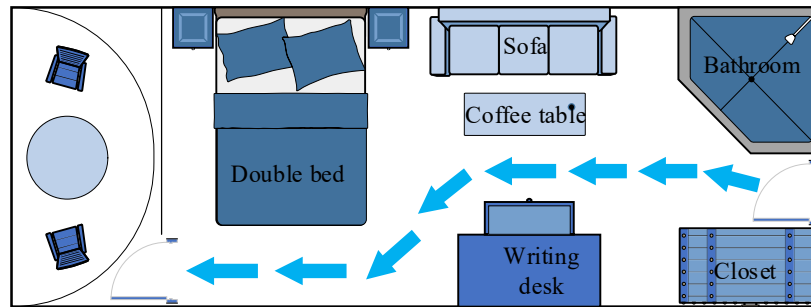 Sofa
Bathroom
Coffee table
Double bed
Writing
desk
Closet